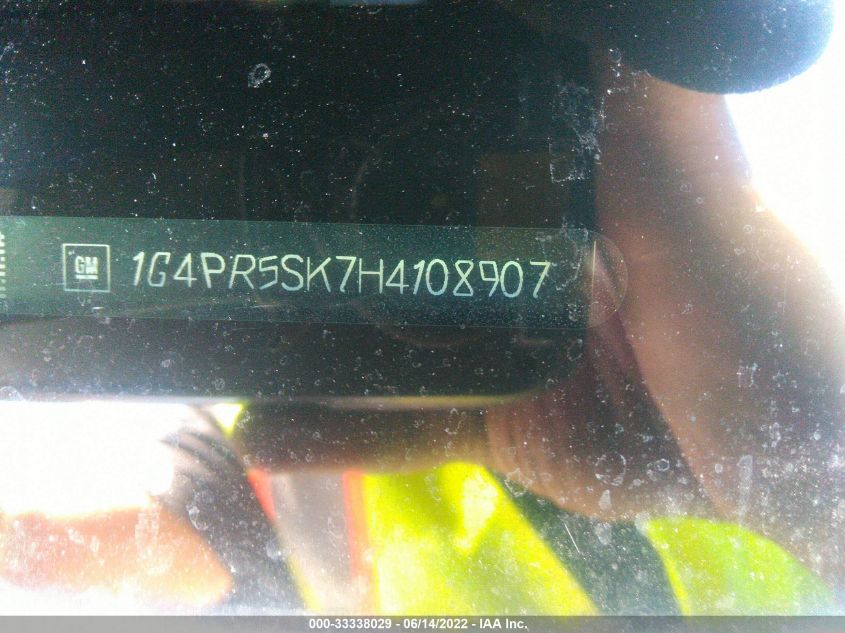 GM 1G4PR5SK7H4108907
000-33338029 - 06/14/2022 - IAA Inc.